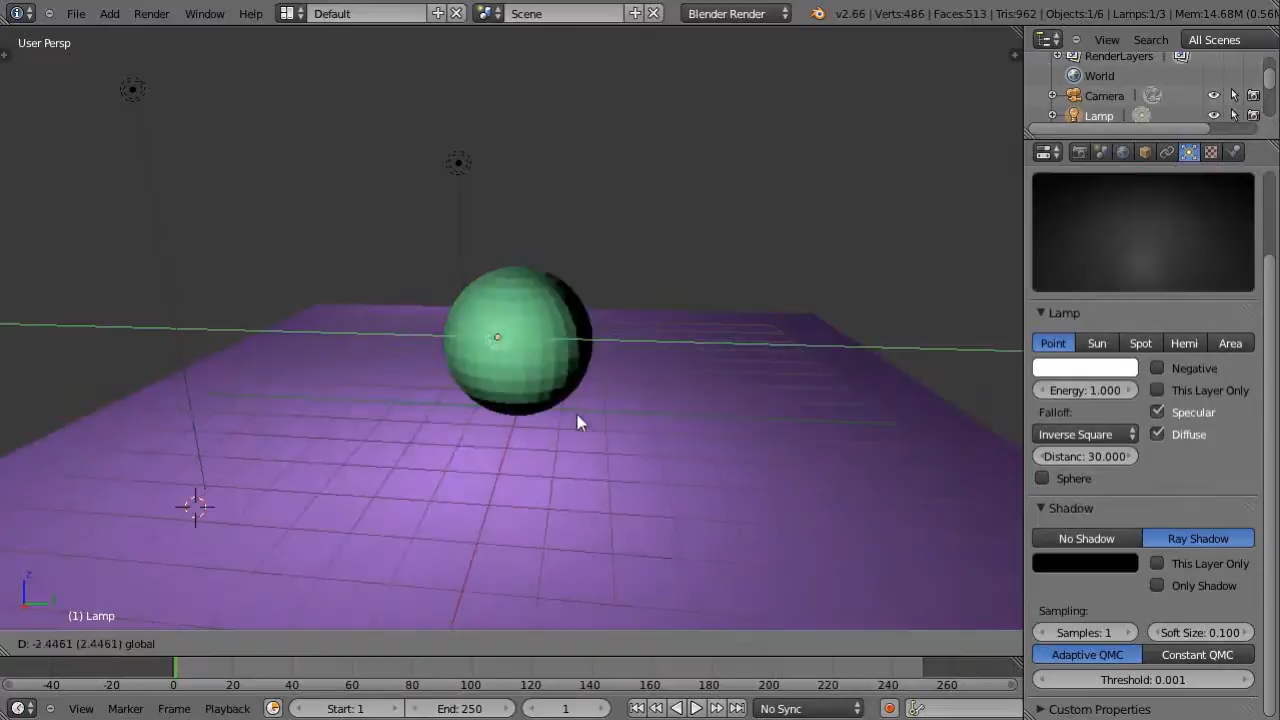 File Add Render Window Help Default Scene Blender Render v2.66 | Verts:486 | Faces:513 | Tris:962 | Objects:1/6 | Lamps:1/3 | Mem:14.68M (0.56M
User Persp
View Search All Scenes
RenderLayers |
World
Camera |
Lamp |
Lamp
Point Sun Spot Hemi Area
Negative
Energy: 1.000 This Layer Only
Falloff: Specular
Inverse Square Diffuse
Distanc: 30.000
Sphere
Shadow
No Shadow Ray Shadow
This Layer Only
Only Shadow
Sampling:
Samples: 1 Soft Size: 0.100
Adaptive QMC Constant QMC
Threshold: 0.001
Custom Properties
z
(1) Lamp
D: -2.4461 (2.4461) global
-40 -20 0 20 40 60 80 100 120 140 160 180 200 220 240 260
View Marker Frame Playback Start: 1 End: 250 1 No Sync